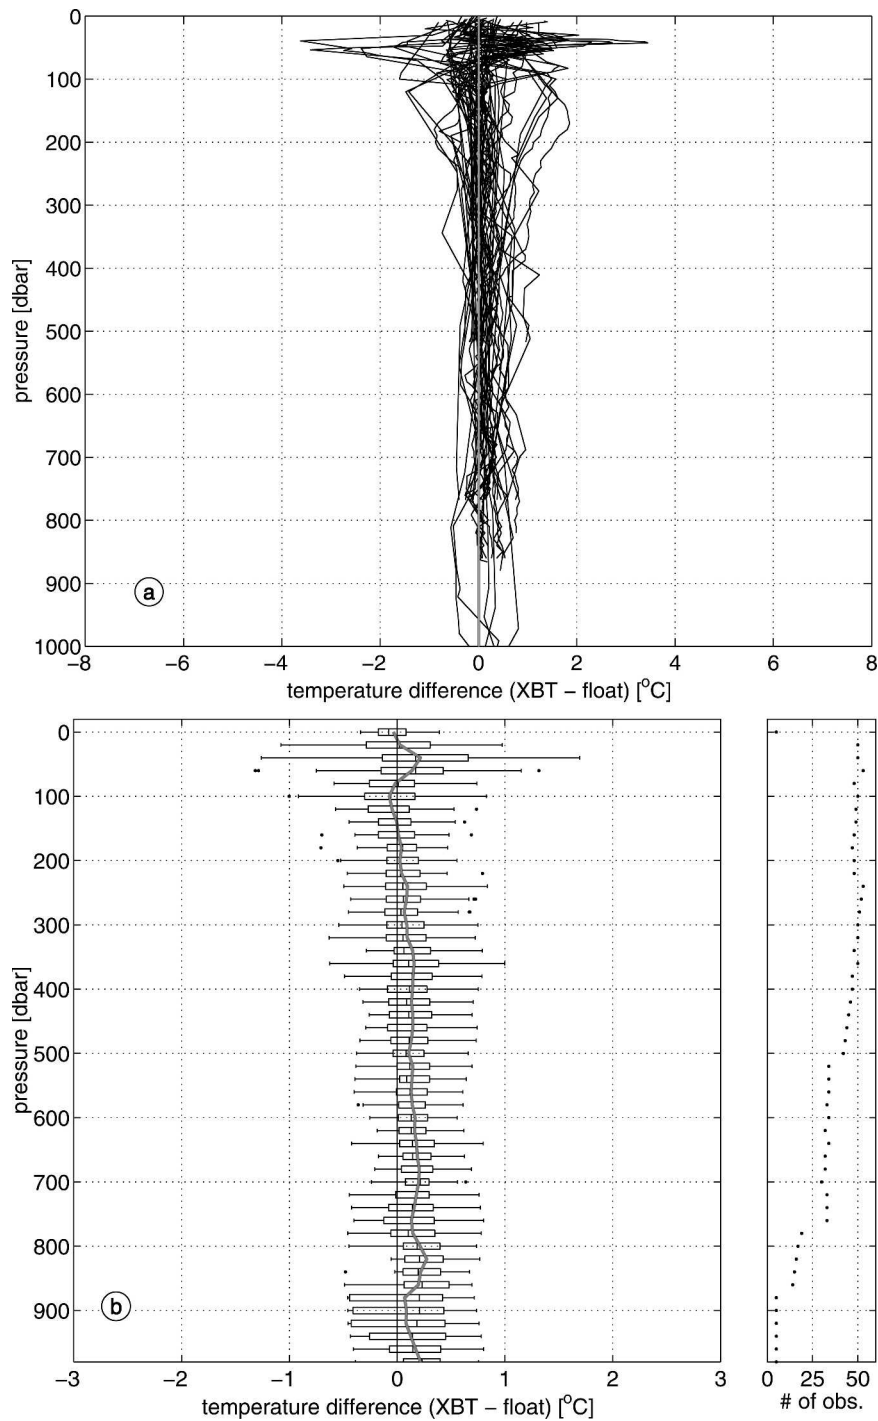 0
100
200
300
400
500
600
700
800
900
1000
pressure [dbar]
a
−8 −6 −4 −2 0 2 4 6 8
temperature difference (XBT − float) [°C]
0
100
200
300
400
500
600
700
800
900
pressure [dbar]
b
−3 −2 −1 0 1 2 3
temperature difference (XBT − float) [°C]
0 25 50
# of obs.